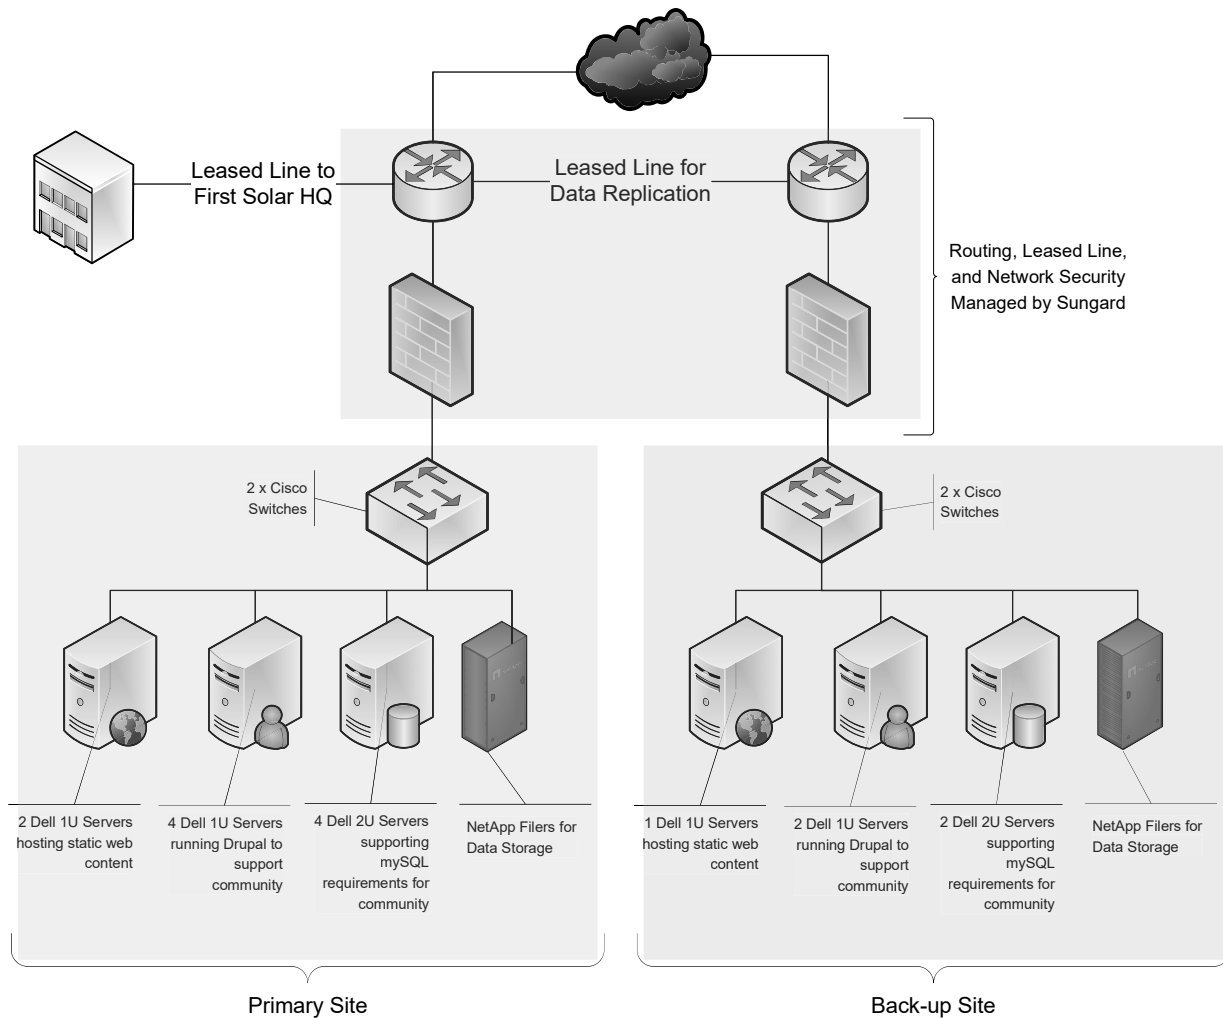 Leased Line to
First Solar HQ
Leased Line for
Data Replication
Routing, Leased Line,
and Network Security
Managed by Sungard
2 x Cisco
Switches
2 x Cisco
Switches
2 Dell 1U Servers
hosting static web
content
4 Dell 1U Servers
running Drupal to
support
community
4 Dell 2U Servers
supporting
mySQL
requirements for
community
NetApp Filers for
Data Storage
1 Dell 1U Servers
hosting static web
content
2 Dell 1U Servers
running Drupal to
support
community
2 Dell 2U Servers
supporting
mySQL
requirements for
community
NetApp Filers for
Data Storage
Primary Site
Back-up Site